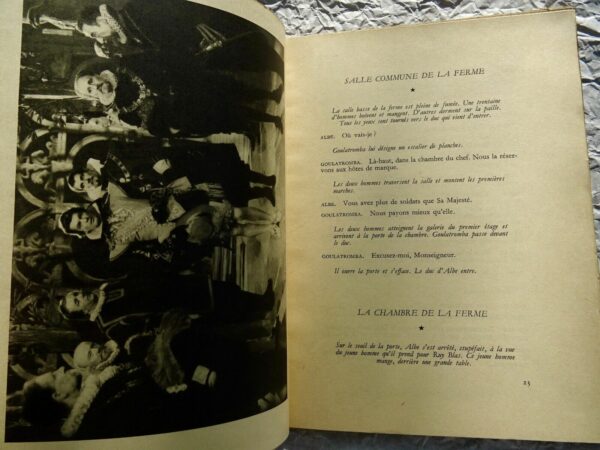 SALLE COMMUNE DE LA FERME
★
La salle basse de la ferme est pleine de fumée. Une trentaine
d'hommes boivent et mangent. D'autres dorment sur la paille.
Tous les yeux sont tournés vers le duc qui vient d'entrer.
ALBE. Où vais-je ?
Goulatromba lui désigne un escalier de planches.
GOULATROMBA. Là-haut, dans la chambre du chef. Nous la réser-
vons aux hôtes de marque.
Les deux hommes traversent la salle et montent les premières
marches.
ALBE. Vous avez plus de soldats que Sa Majesté.
GOULATROMBA. Nous payons mieux qu'elle.
Les deux hommes atteignent la galerie du premier étage et
arrivent à la porte de la chambre. Goulatromba passe devant
le duc.
GOULATROMBA. Excusez-moi, Monseigneur.
Il ouvre la porte et s'efface. Le duc d'Albe entre.
LA CHAMBRE DE LA FERME
★
Sur le seuil de la porte, Albe s'est arrêté, stupéfait, à la vue
du jeune homme qu'il prend pour Ruy Blas. Ce jeune homme
mange, derrière une grande table.
25